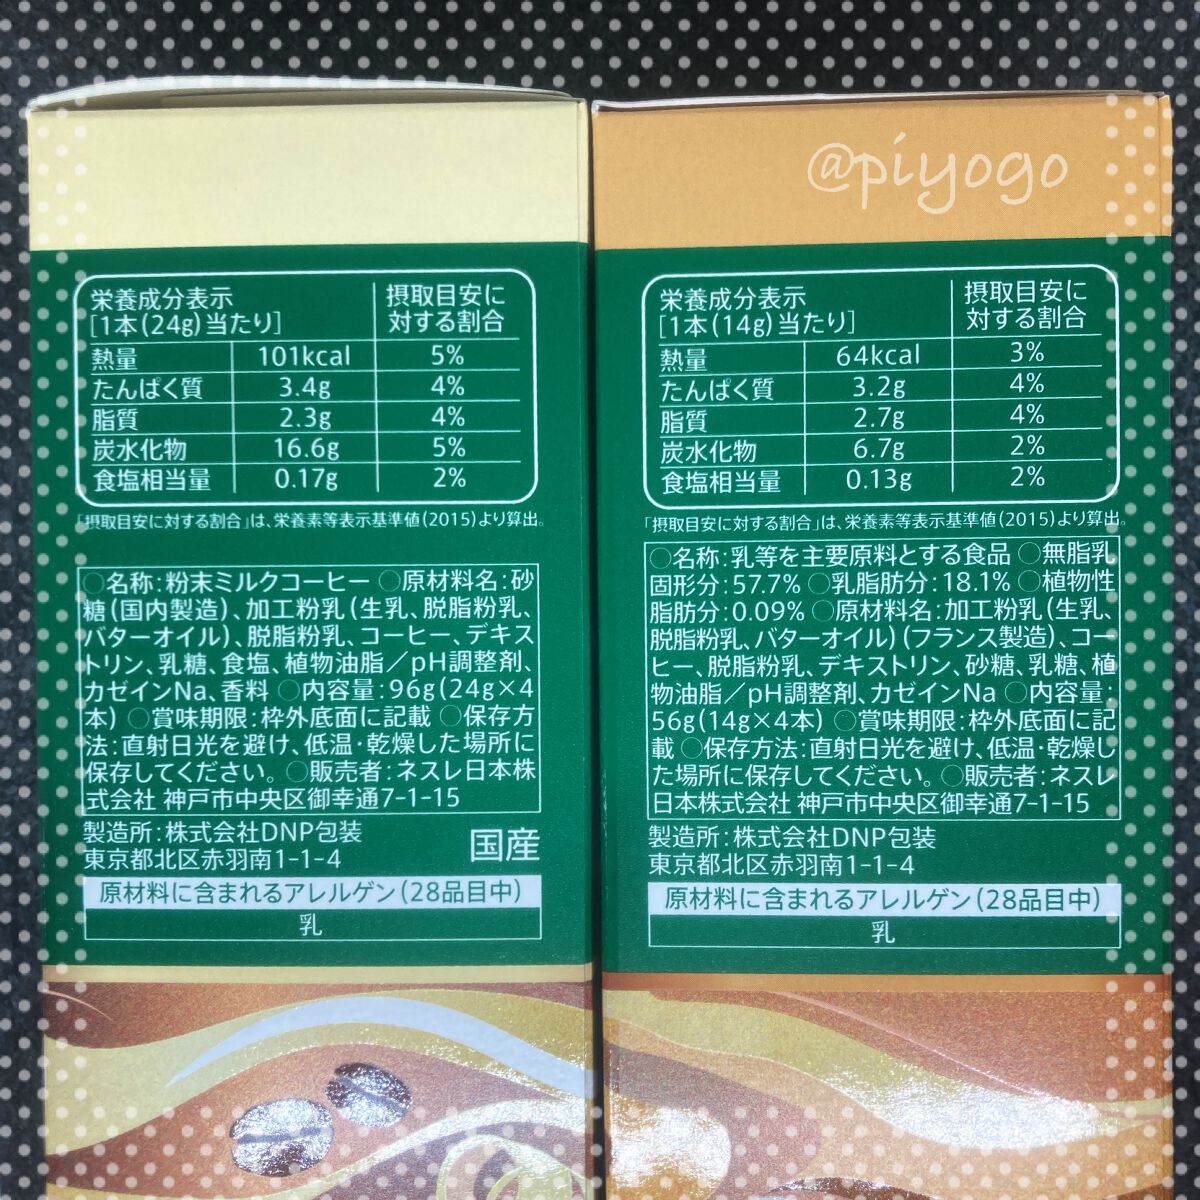 @piyogo
栄養成分表示
[1本(24g)当たり]
摂取目安に
対する割合
熱量 101kcal 5%
たんぱく質 3.4g 4%
脂質 2.3g 4%
炭水化物 16.6g 5%
食塩相当量 0.17g 2%
「摂取目安に対する割合」は、栄養素等表示基準値(2015)より算出。
○名称:粉末ミルクコーヒー ○原材料名:砂
糖(国内製造)、加工粉乳(生乳、脱脂粉乳、
バターオイル)、脱脂粉乳、コーヒー、デキス
トリン、乳糖、食塩、植物油脂/pH調整剤、
カゼインNa、香料 ○内容量:96g(24g×4
本) ○賞味期限:枠外底面に記載 ○保存方
法:直射日光を避け、低温・乾燥した場所に
保存してください。○販売者:ネスレ日本株
式会社 神戸市中央区御幸通7-1-15
製造所:株式会社DNP包装
東京都北区赤羽南1-1-4
国産
原材料に含まれるアレルゲン(28品目中)
乳
栄養成分表示
[1本(14g)当たり]
摂取目安に
対する割合
熱量 64kcal 3%
たんぱく質 3.2g 4%
脂質 2.7g 4%
炭水化物 6.7g 2%
食塩相当量 0.13g 2%
「摂取目安に対する割合」は、栄養素等表示基準値(2015)より算出。
○名称:乳等を主要原料とする食品 ○無脂乳
固形分:57.7% ○乳脂肪分:18.1% ○植物性
脂肪分:0.09% ○原材料名:加工粉乳(生乳、
脱脂粉乳、バターオイル)(フランス製造)、コー
ヒー、脱脂粉乳、デキストリン、砂糖、乳糖、植
物油脂/pH調整剤、カゼインNa ○内容量:
56g(14g×4本) ○賞味期限:枠外底面に記
載 ○保存方法:直射日光を避け、低温・乾燥し
た場所に保存してください。○販売者:ネスレ
日本株式会社 神戸市中央区御幸通7-1-15
製造所:株式会社DNP包装
東京都北区赤羽南1-1-4
原材料に含まれるアレルゲン(28品目中)
乳